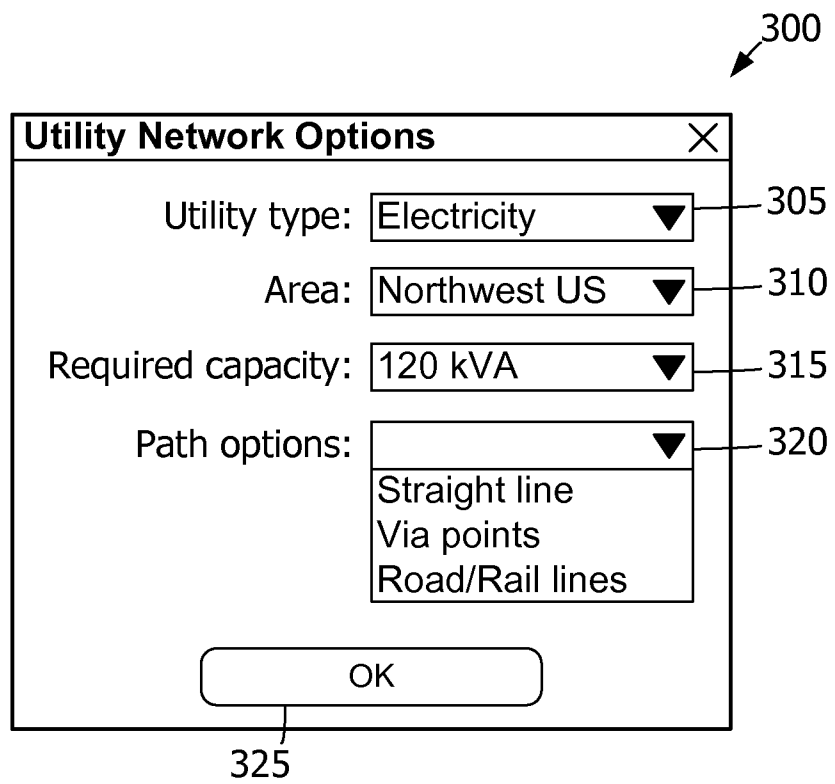 300
Utility Network Options
Utility type: Electricity 305
Area: Northwest US 310
Required capacity: 120 kVA 315
Path options: 320
Straight line
Via points
Road/Rail lines
OK
325